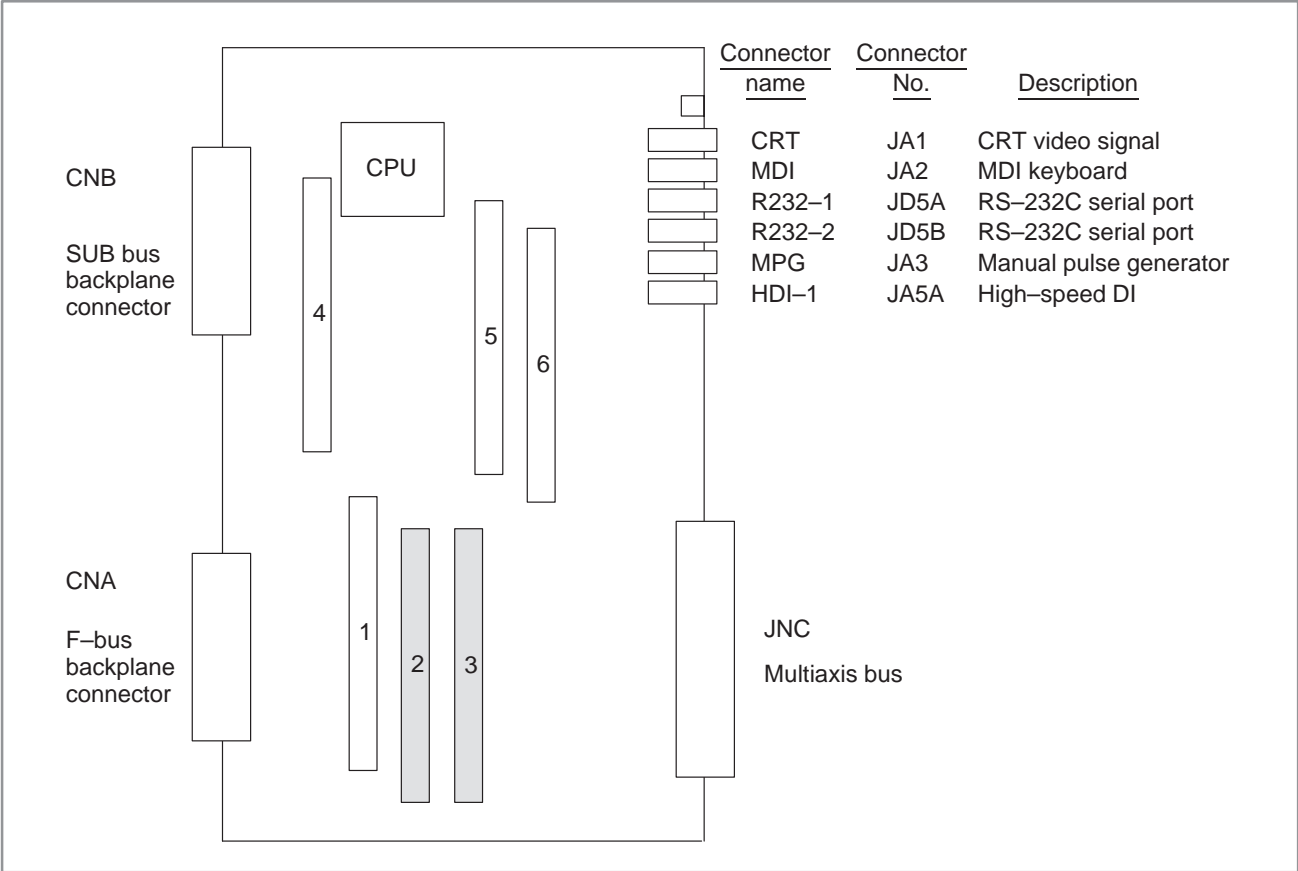 Connector name Connector No. Description
CRT JA1 CRT video signal
MDI JA2 MDI keyboard
R232–1 JD5A RS–232C serial port
R232–2 JD5B RS–232C serial port
MPG JA3 Manual pulse generator
HDI–1 JA5A High–speed DI
CPU
CNB
SUB bus
backplane
connector
4
5
6
CNA
F–bus
backplane
connector
1
2
3
JNC
Multiaxis bus